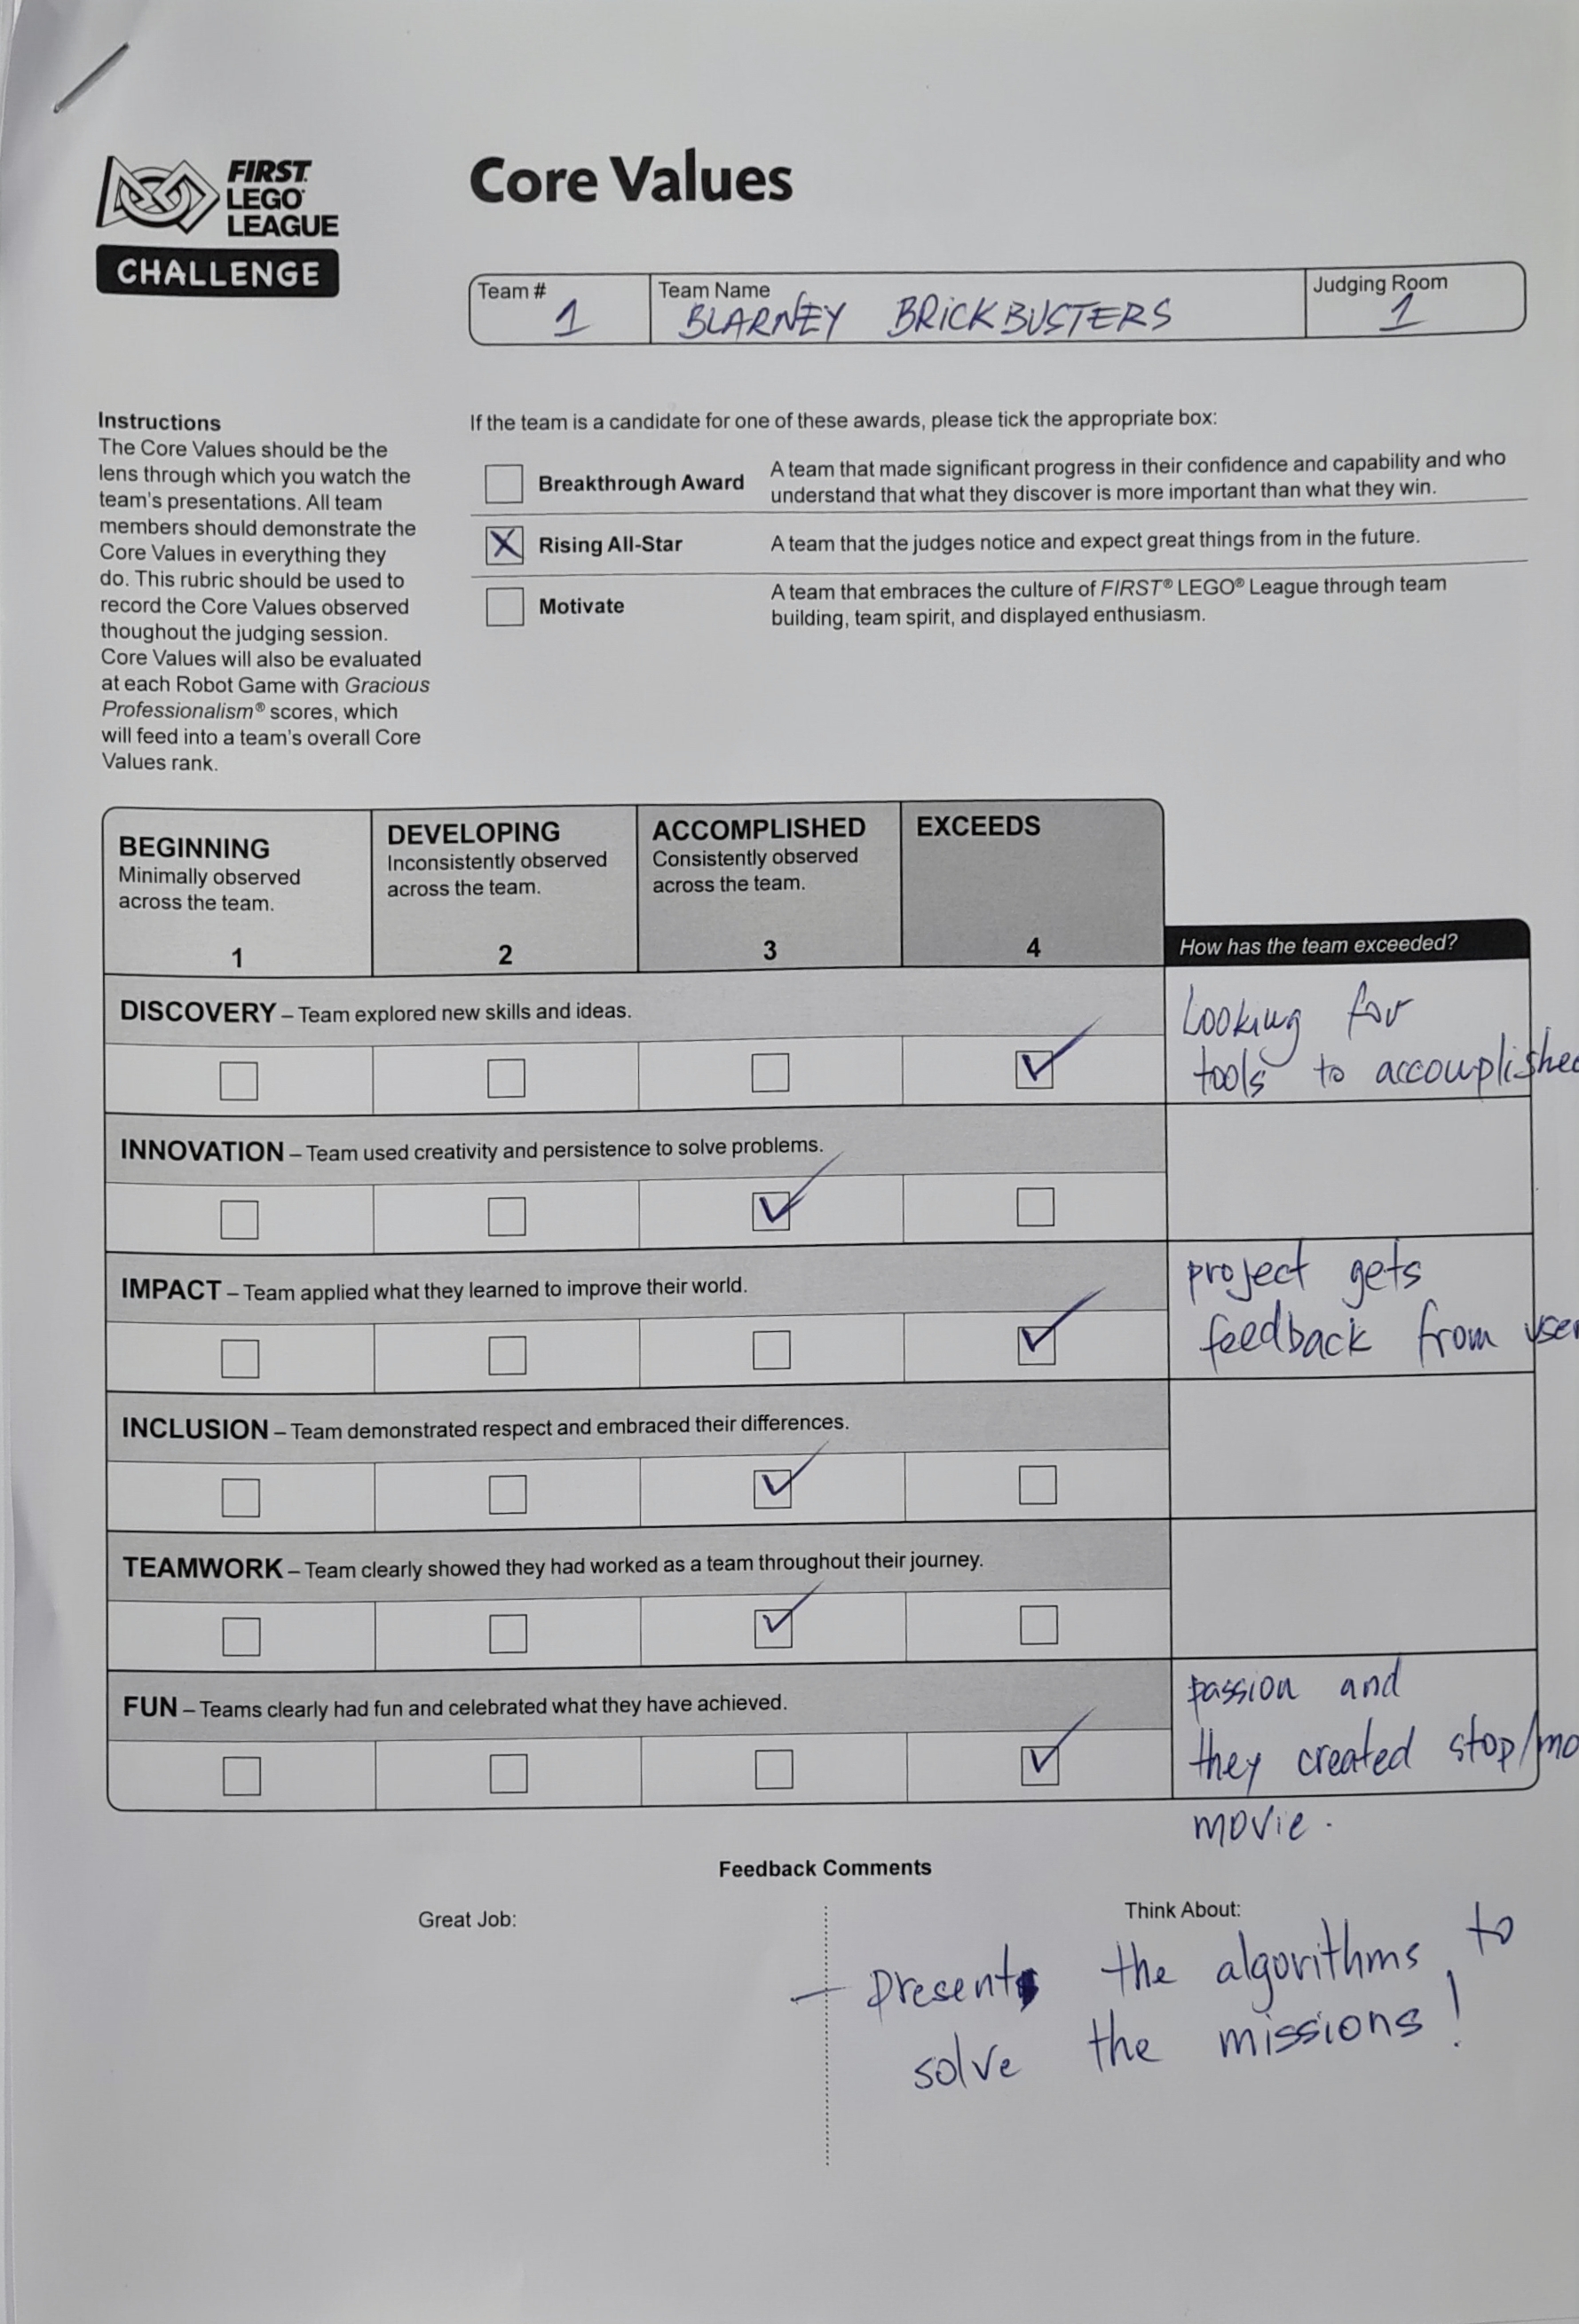 FIRST
LEGO
LEAGUE
CHALLENGE
Core Values
Team #
1
Team Name
BLARNEY BRICKBUSTERS
Judging Room
1
Instructions
The Core Values should be the
lens through which you watch the
team's presentations. All team
members should demonstrate the
Core Values in everything they
do. This rubric should be used to
record the Core Values observed
thoughout the judging session.
Core Values will also be evaluated
at each Robot Game with Gracious
Professionalism® scores, which
will feed into a team's overall Core
Values rank.
If the team is a candidate for one of these awards, please tick the appropriate box:
Breakthrough Award
A team that made significant progress in their confidence and capability and who
understand that what they discover is more important than what they win.
Rising All-Star
A team that the judges notice and expect great things from in the future.
Motivate
A team that embraces the culture of FIRST® LEGO® League through team
building, team spirit, and displayed enthusiasm.
BEGINNING
Minimally observed
across the team.
1
DEVELOPING
Inconsistently observed
across the team.
2
ACCOMPLISHED
Consistently observed
across the team.
3
EXCEEDS
4
How has the team exceeded?
DISCOVERY – Team explored new skills and ideas.
Looking for
tools to accomplished
INNOVATION – Team used creativity and persistence to solve problems.
IMPACT – Team applied what they learned to improve their world.
project gets
feedback from user
INCLUSION – Team demonstrated respect and embraced their differences.
TEAMWORK – Team clearly showed they had worked as a team throughout their journey.
FUN – Teams clearly had fun and celebrated what they have achieved.
passion and
they created stop/mo
movie.
Feedback Comments
Great Job:
Think About:
— Present the algorithms to
solve the missions!